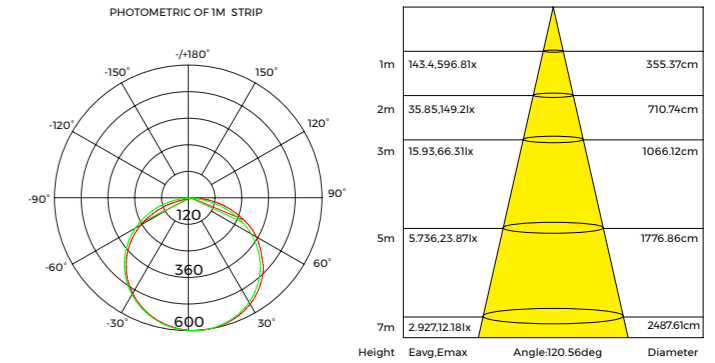 PHOTOMETRIC OF 1M STRIP
-/+180°
-150°
150°
-120°
120°
-90°
90°
-60°
60°
-30°
30°
120
360
600
1m 143.4,596.8lx 355.37cm
2m 35.85,149.2lx 710.74cm
3m 15.93,66.31lx 1066.12cm
5m 5.736,23.87lx 1776.86cm
7m 2.927,12.18lx 2487.61cm
Height Eavg,Emax Angle:120.56deg Diameter